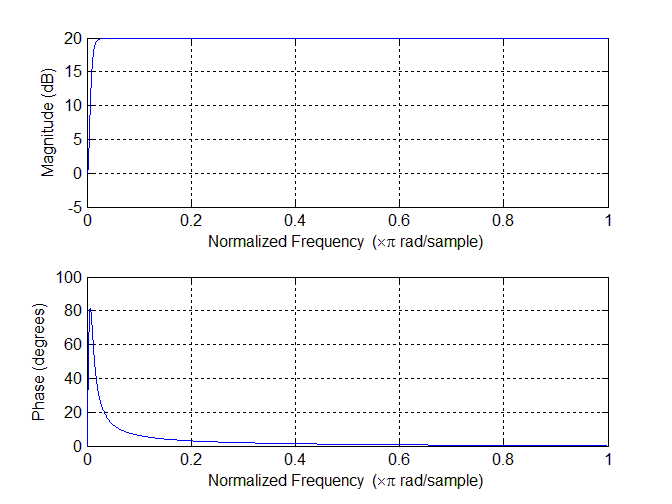 20
15
10
5
0
-5
Magnitude (dB)
0 0.2 0.4 0.6 0.8 1
Normalized Frequency (×π rad/sample)
100
80
60
40
20
0
Phase (degrees)
0 0.2 0.4 0.6 0.8 1
Normalized Frequency (×π rad/sample)